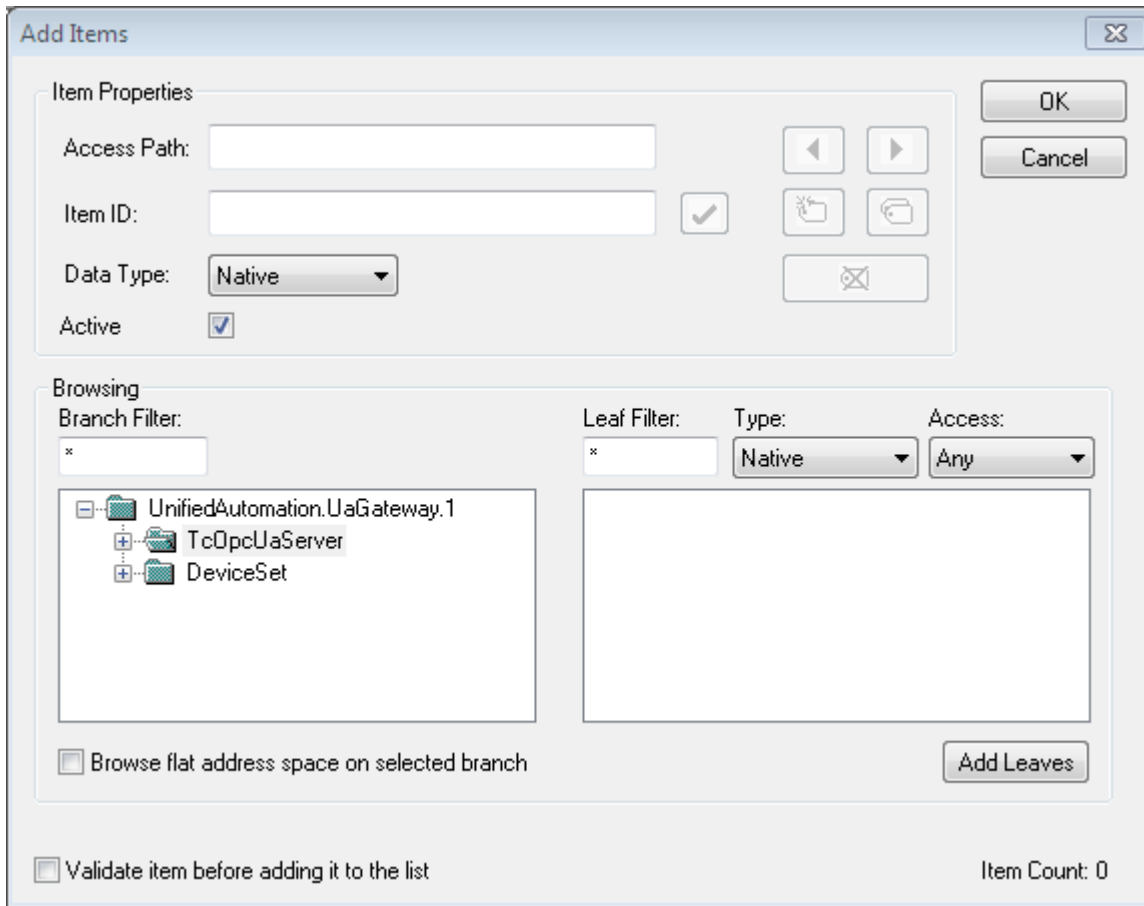 Add Items
Item Properties
OK
Access Path:
Cancel
Item ID:
Data Type: Native
Active
Browsing
Branch Filter: Leaf Filter: Type: Access:
* * Native Any
UnifiedAutomation.UaGateway.1
TcOpcUaServer
DeviceSet
Browse flat address space on selected branch Add Leaves
Validate item before adding it to the list Item Count: 0